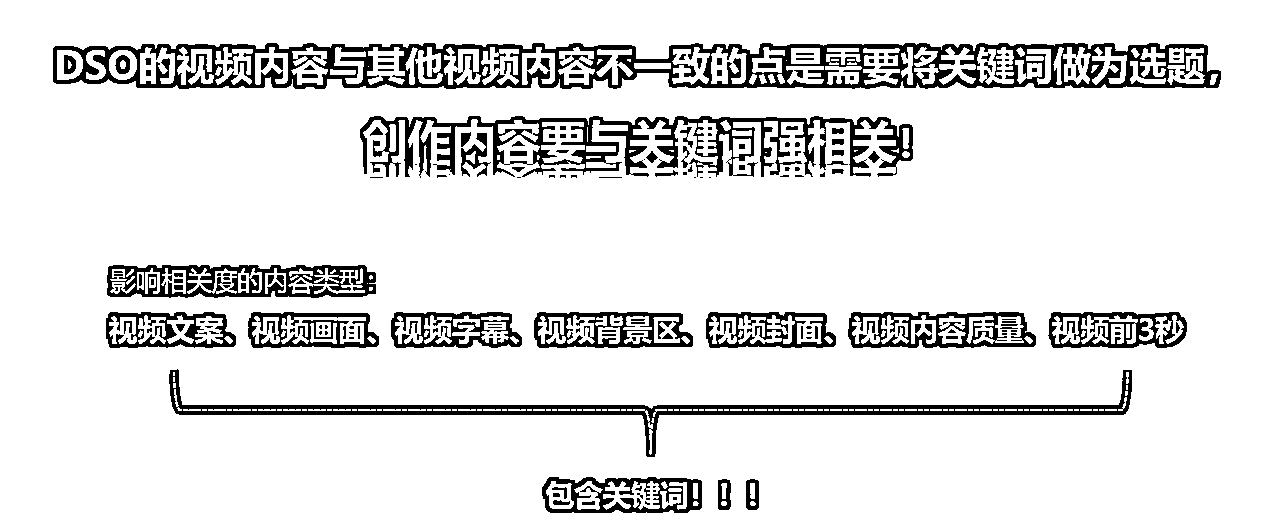 DSO的视频内容与其他视频内容不一致的点是需要将关键词做为选题，
创作内容要与关键词强相关！
影响相关度的内容类型：
视频文案、视频画面、视频字幕、视频背景区、视频封面、视频内容质量、视频前3秒
包含关键词！！！